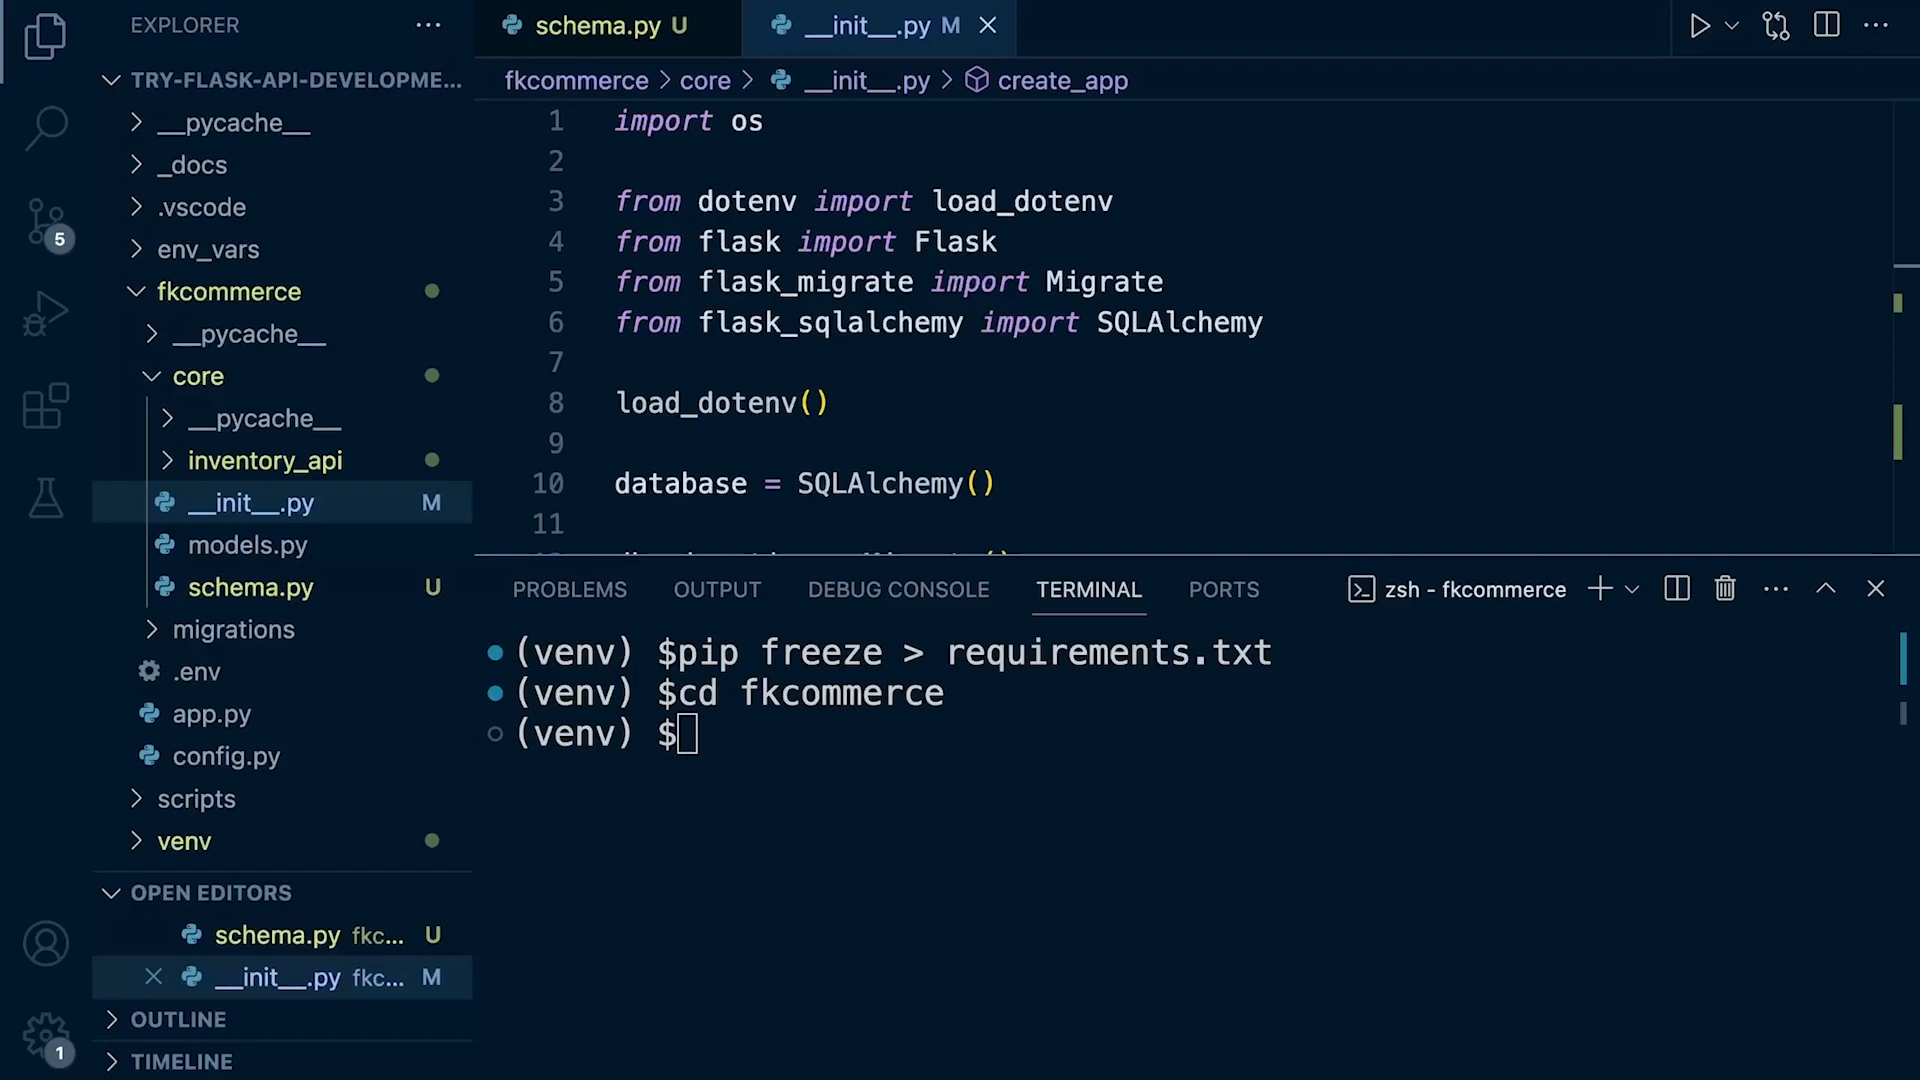 EXPLORER
TRY-FLASK-API-DEVELOPME...
__pycache__
_docs
.vscode
env_vars
fkcommerce
__pycache__
core
__pycache__
inventory_api
__init__.py M
models.py
schema.py U
migrations
.env
app.py
config.py
scripts
venv
OPEN EDITORS
schema.py fkc... U
__init__.py fkc... M
OUTLINE
TIMELINE
5
1
schema.py U
__init__.py M
fkcommerce > core > __init__.py > create_app
1 import os
2
3 from dotenv import load_dotenv
4 from flask import Flask
5 from flask_migrate import Migrate
6 from flask_sqlalchemy import SQLAlchemy
7
8 load_dotenv()
9
10 database = SQLAlchemy()
11
PROBLEMS OUTPUT DEBUG CONSOLE TERMINAL PORTS zsh - fkcommerce
(venv) $pip freeze > requirements.txt
(venv) $cd fkcommerce
(venv) $